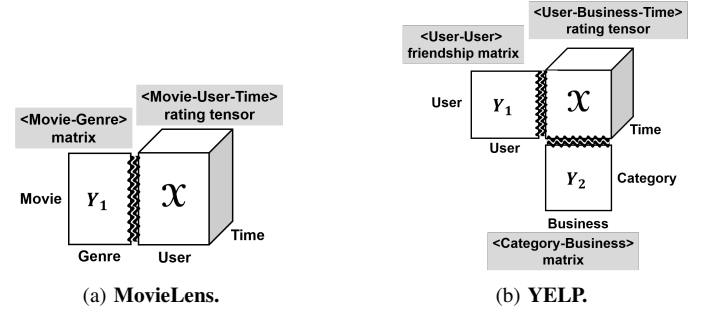 <Movie-User-Time>
rating tensor
<Movie-Genre>
matrix
Movie
Y₁
𝒳
Time
Genre
User
(a) MovieLens.
<User-Business-Time>
rating tensor
<User-User>
friendship matrix
User
Y₁
𝒳
Time
User
Y₂
Category
Business
<Category-Business>
matrix
(b) YELP.